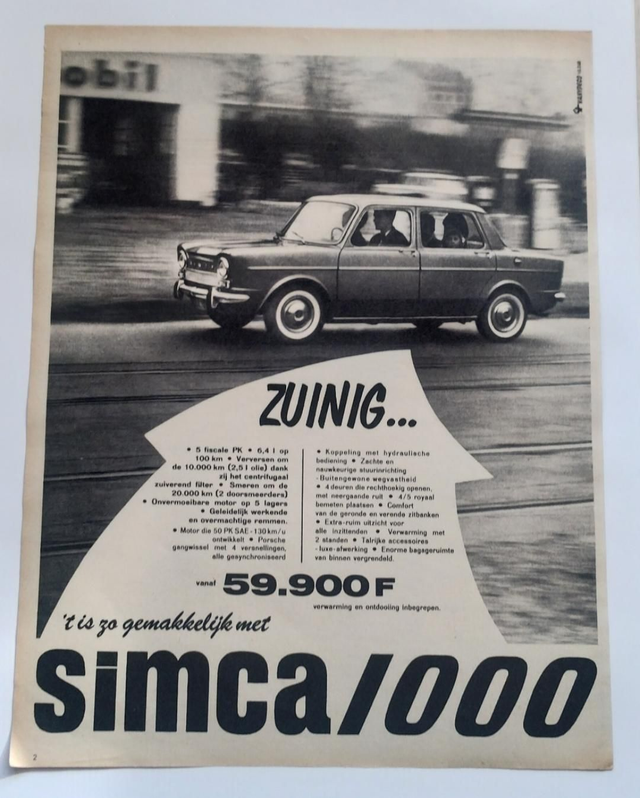 obil
ZUINIG...
• 5 fiscale PK • 6,4 l op
100 km • Verversen om
de 10.000 km (2,5 l olie) dank
zij het centrifugaal
zuiverend filter • Smeren om de
20.000 km (2 doorsmeerders)
• Onvermoeibare motor op 5 lagers
• Geleidelijk werkende
en overmachtige remmen.
• Motor die 50 PK SAE - 130 km/u
ontwikkelt • Porsche
gangwissel met 4 versnellingen,
alle gesynchroniseerd
• Koppeling met hydraulische
bediening • Zachte en
nauwkeurige stuurinrichting
- Buitengewone wegvastheid
• 4 deuren die rechthoekig openen,
met neergaande ruit • 4/5 royaal
bemeten plaatsen • Comfort
van de geronde en verende zitbanken
• Extra-ruim uitzicht voor
alle inzittenden • Verwarming met
2 standen • Talrijke accessoires
- luxe-afwerking • Enorme bagageruimte
van binnen vergrendeld.
vanaf 59.900 F
verwarming en ontdooiing inbegrepen.
't is zo gemakkelijk met
simca 1000
2